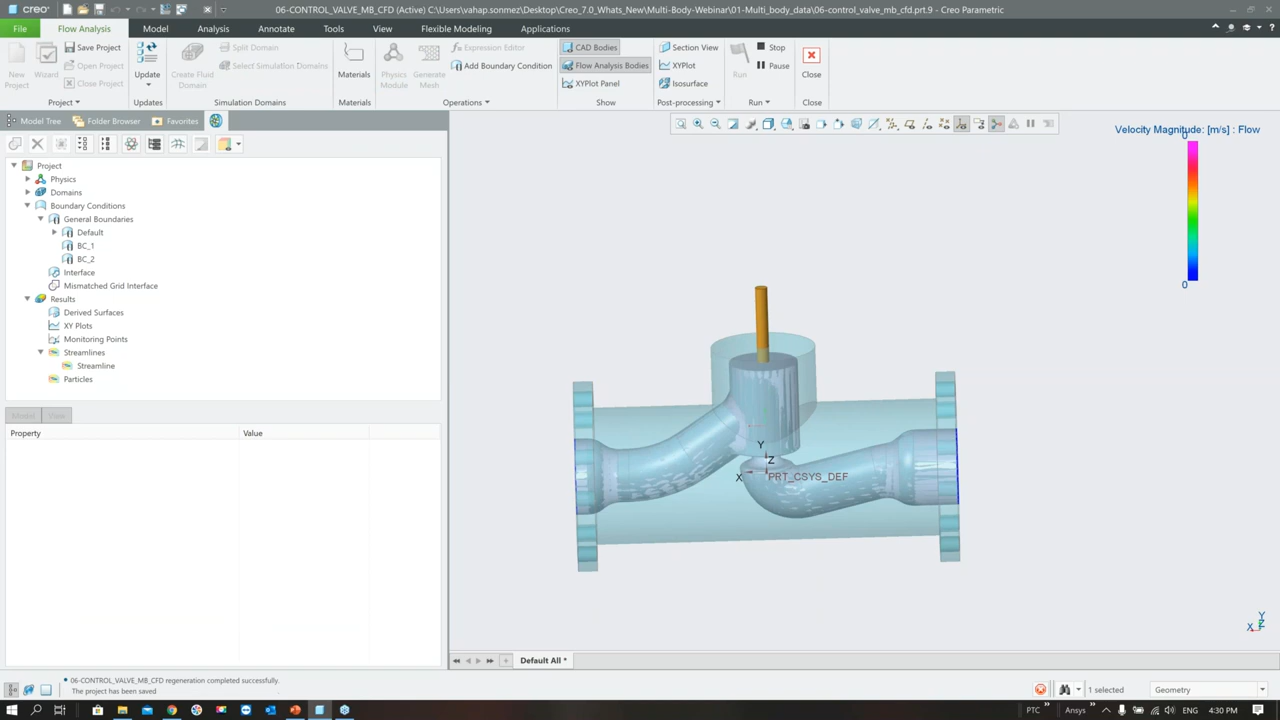 creo
06-CONTROL_VALVE_MB_CFD (Active) C:\Users\vahap.sonmez\Desktop\Creo_7.0_Whats_New\Multi-Body-Webinar\01-Multi_body_data\06-control_valve_mb_cfd.prt.9 - Creo Parametric
File Flow Analysis Model Analysis Annotate Tools View Flexible Modeling Applications
New Project
Wizard
Save Project
Open Project
Close Project
Project
Update
Updates
Create Fluid Domain
Split Domain
Select Simulation Domains
Simulation Domains
Materials
Materials
Physics Module
Generate Mesh
Expression Editor
Add Boundary Condition
Operations
CAD Bodies
Flow Analysis Bodies
XYPlot Panel
Show
Section View
XYPlot
Isosurface
Post-processing
Run
Stop
Pause
Run
Close
Close
Model Tree Folder Browser Favorites
Project
Physics
Domains
Boundary Conditions
General Boundaries
Default
BC_1
BC_2
Interface
Mismatched Grid Interface
Results
Derived Surfaces
XY Plots
Monitoring Points
Streamlines
Streamline
Particles
Model View
Property Value
Velocity Magnitude: [m/s] : Flow
0
0
Y
Z
X
PRT_CSYS_DEF
Y
Z
X
Default All *
06-CONTROL_VALVE_MB_CFD regeneration completed successfully.
The project has been saved
1 selected
Geometry
PTC Ansys ENG 4:30 PM